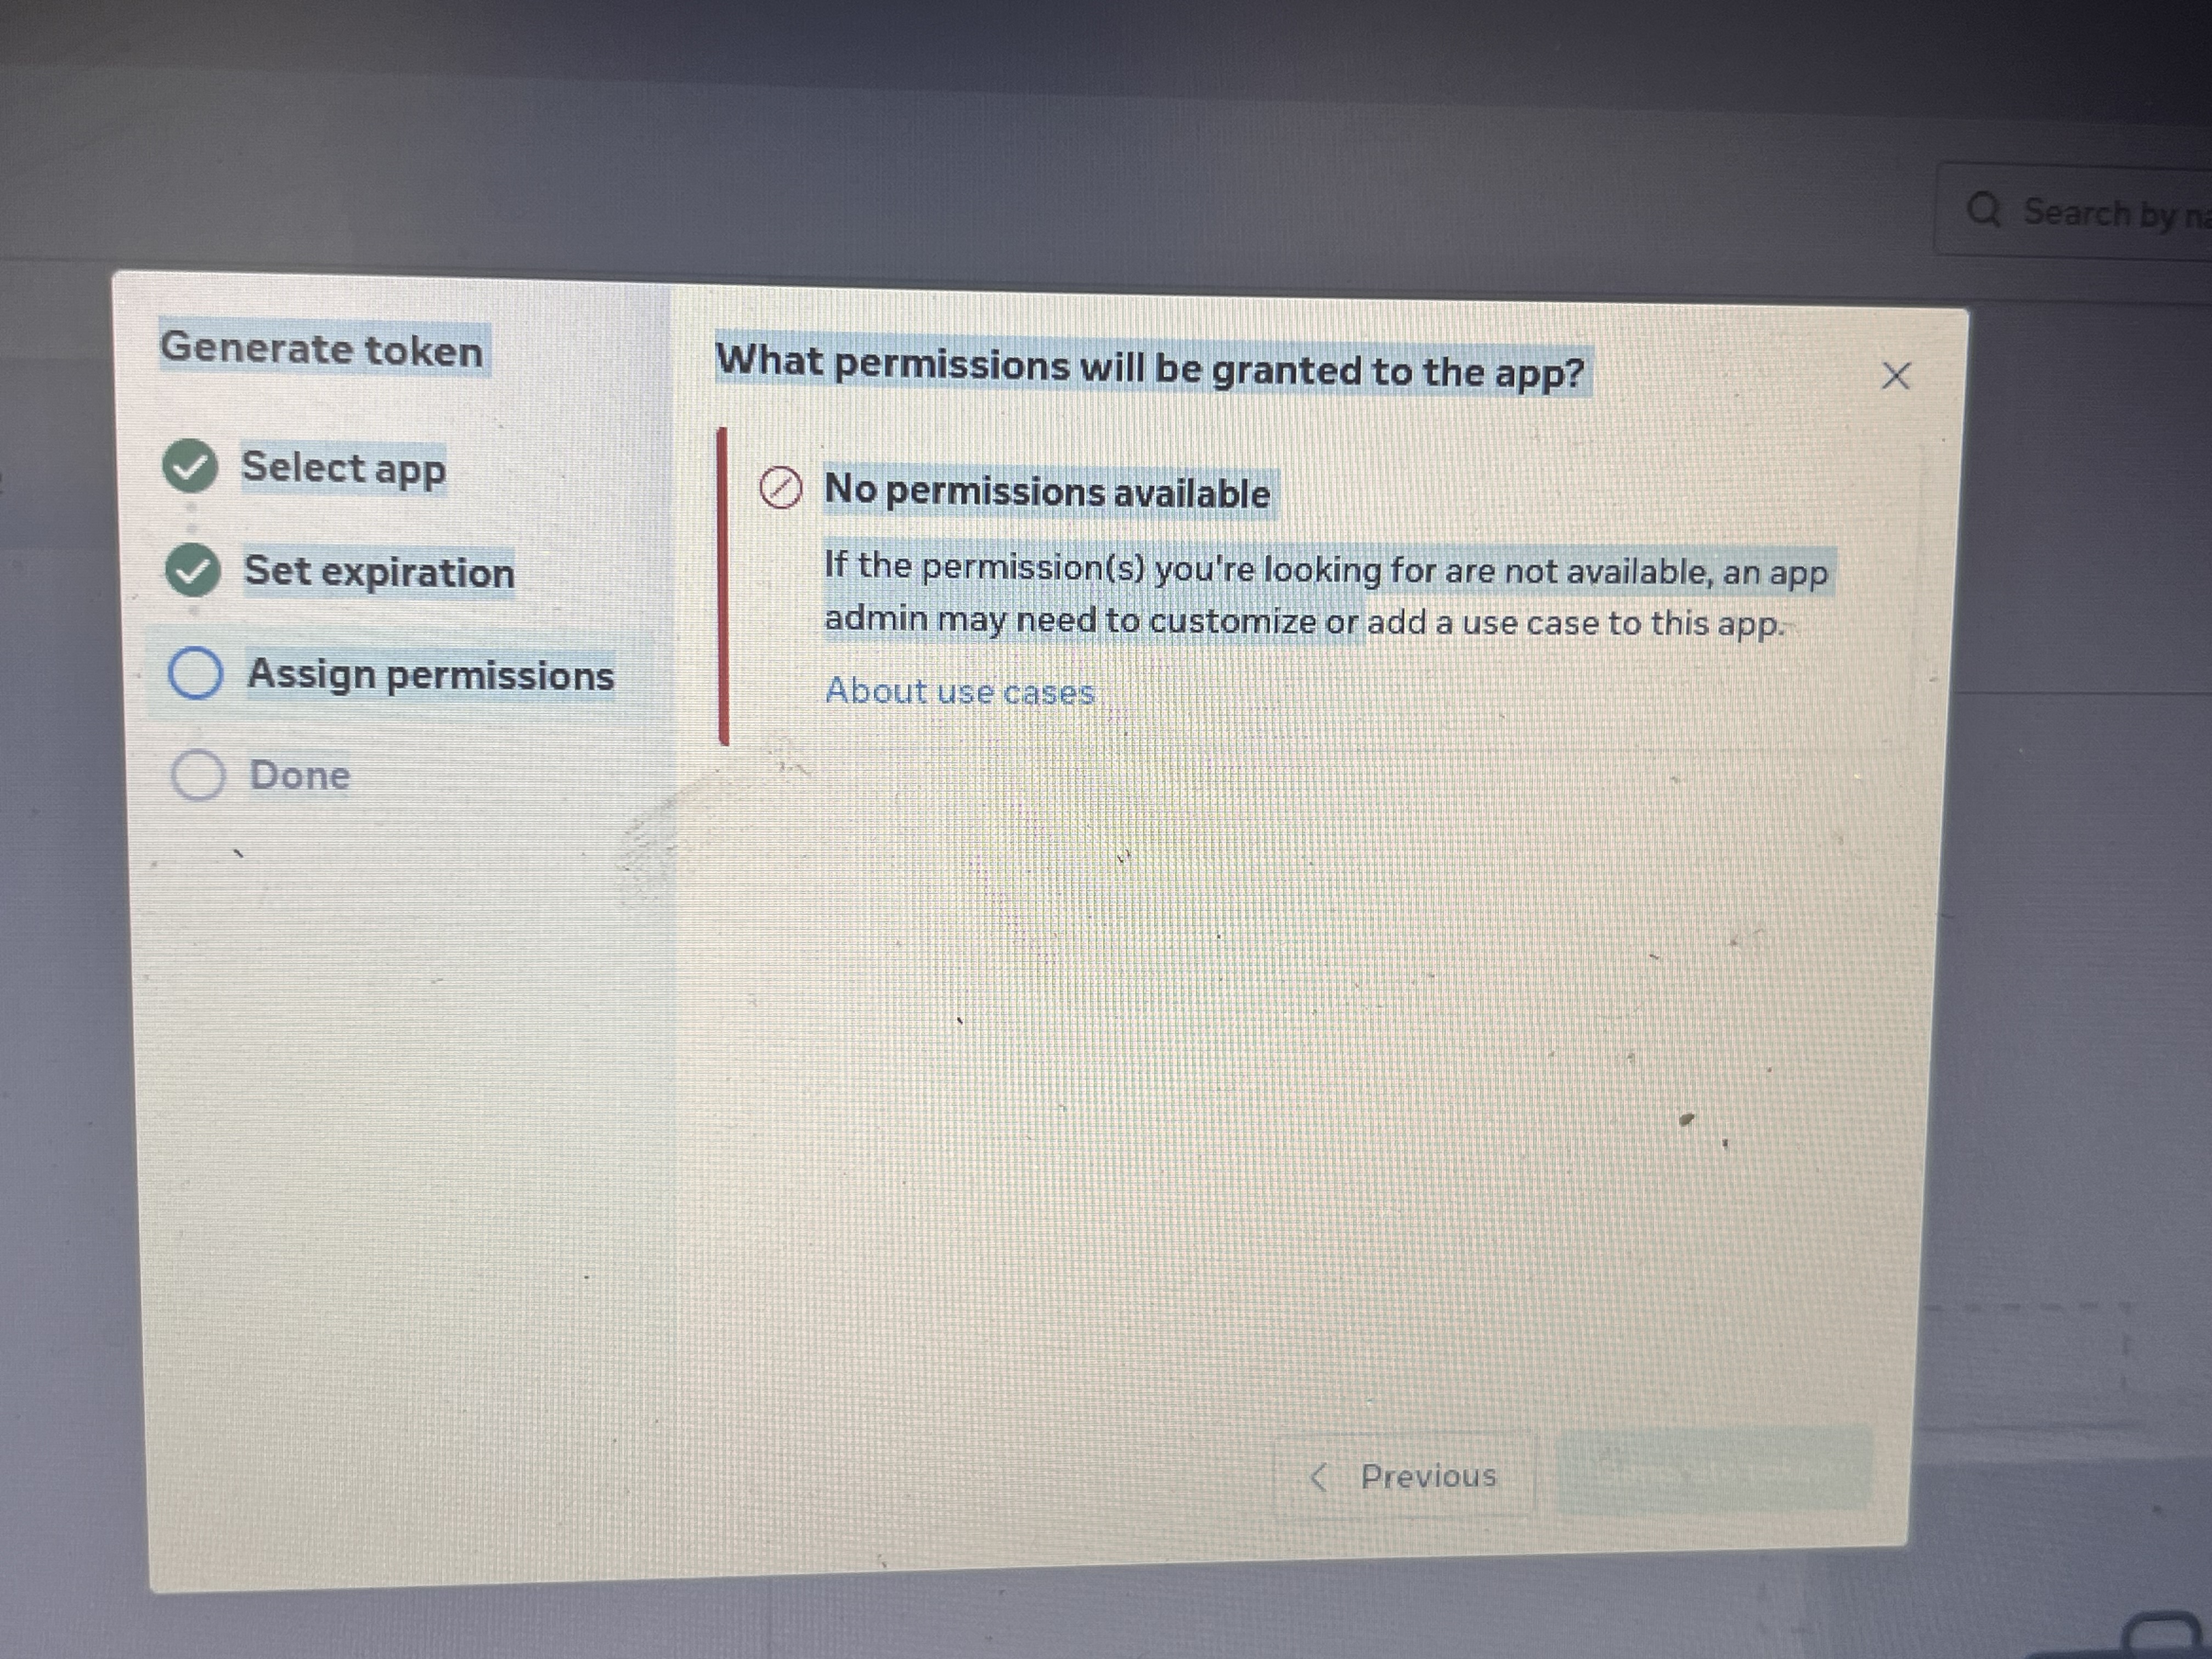 Search by
Generate token
What permissions will be granted to the app?
Select app
No permissions available
Set expiration
If the permission(s) you're looking for are not available, an app
admin may need to customize or add a use case to this app.
Assign permissions
About use cases
Done
Previous